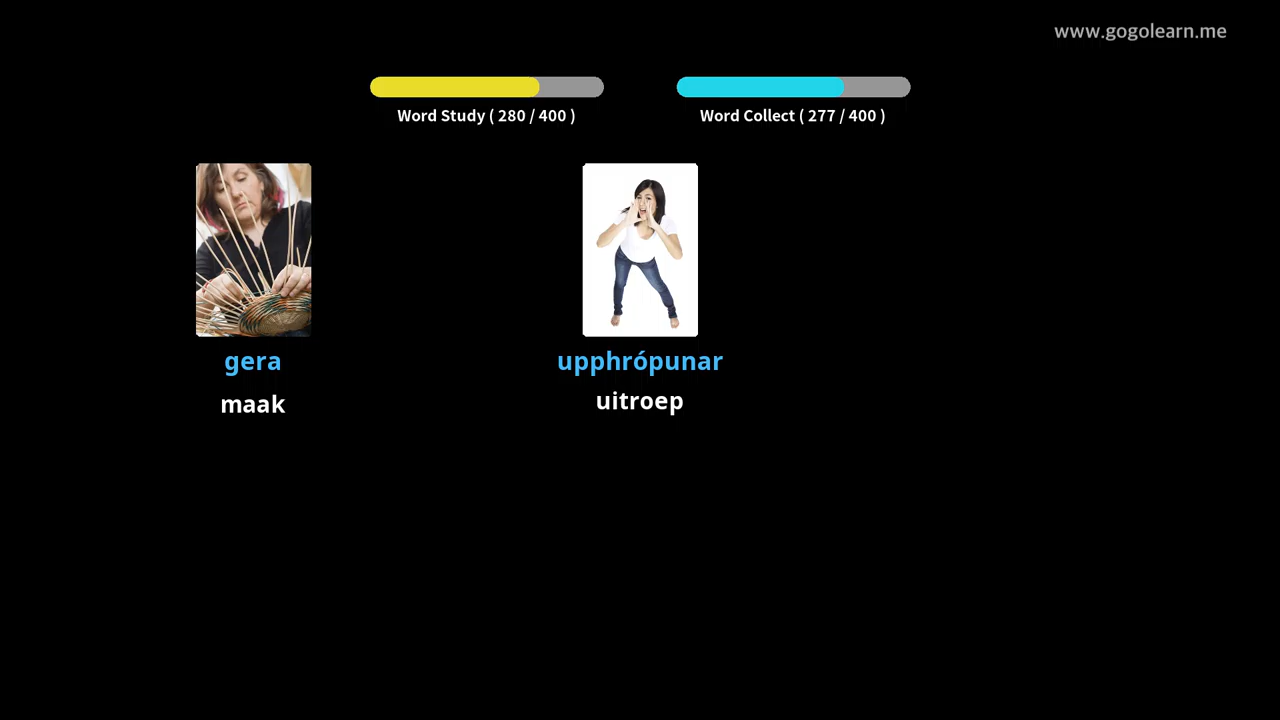 www.gogolearn.me
Word Study ( 280 / 400 )
Word Collect ( 277 / 400 )
gera
maak
upphrópunar
uitroep